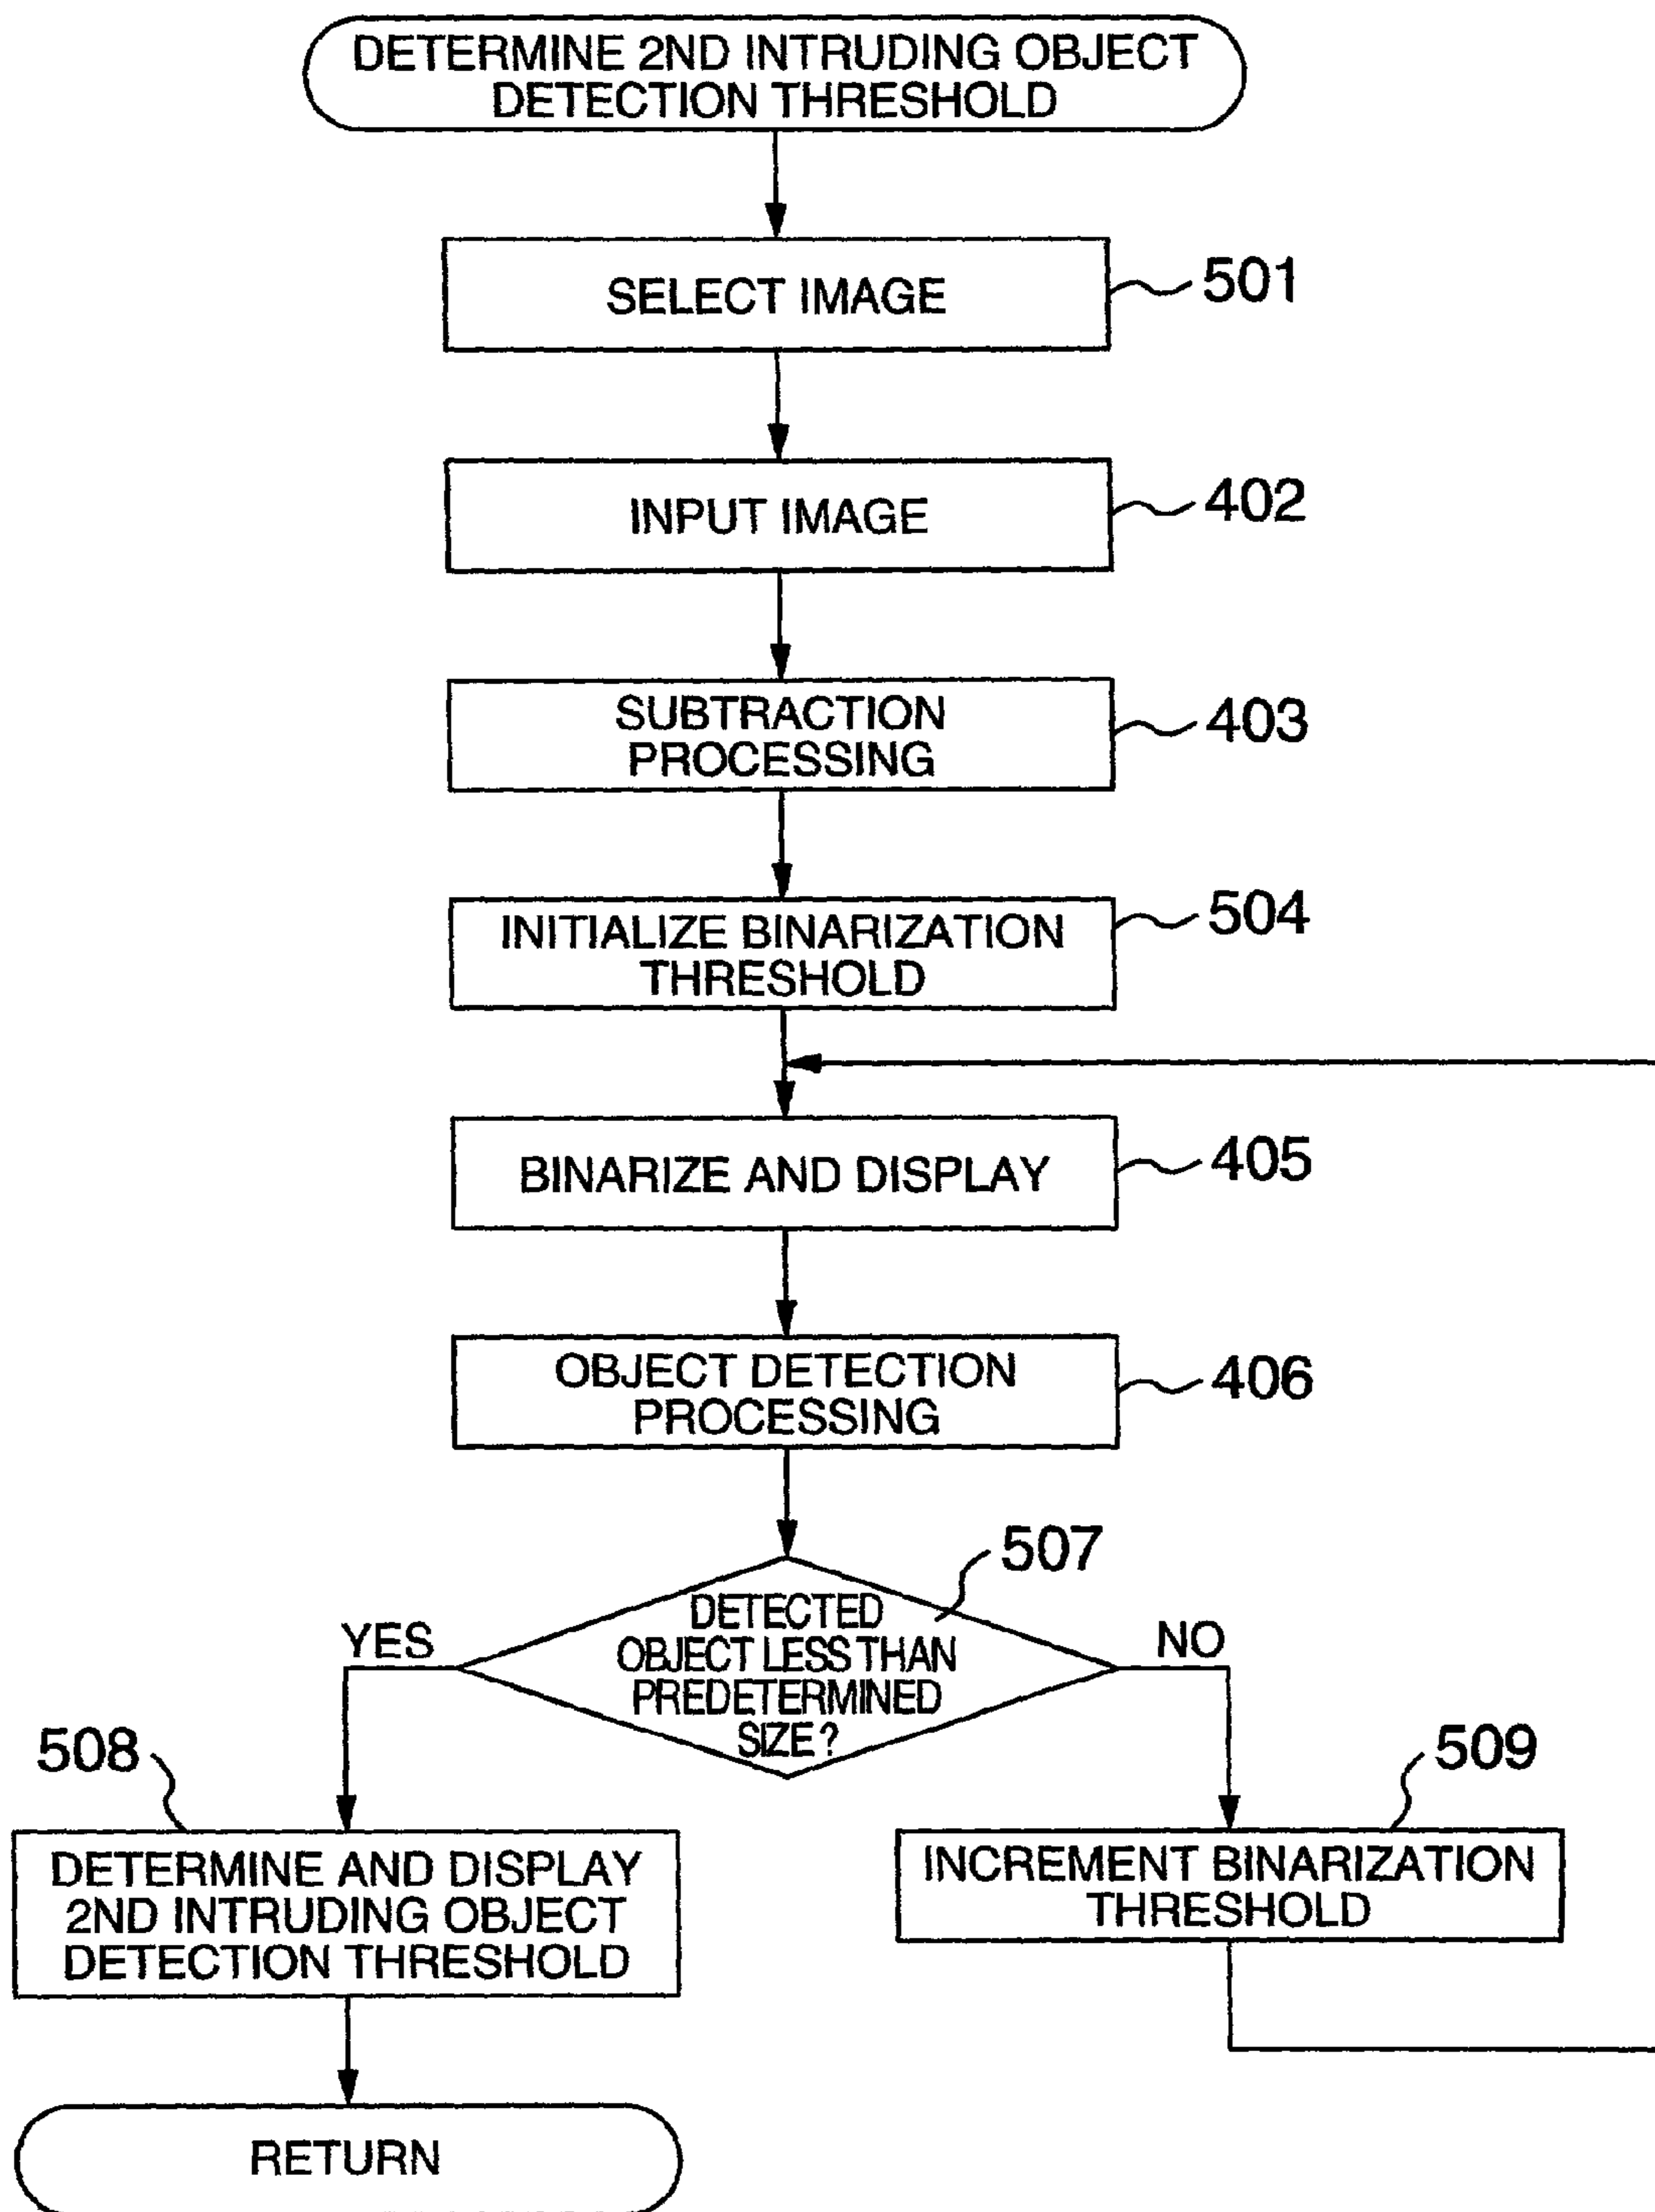 DETERMINE 2ND INTRUDING OBJECT
DETECTION THRESHOLD
SELECT IMAGE
501
INPUT IMAGE
402
SUBTRACTION
PROCESSING
403
INITIALIZE BINARIZATION
THRESHOLD
504
BINARIZE AND DISPLAY
405
OBJECT DETECTION
PROCESSING
406
507
DETECTED
OBJECT LESS THAN
PREDETERMINED
SIZE?
YES
NO
508
DETERMINE AND DISPLAY
2ND INTRUDING OBJECT
DETECTION THRESHOLD
509
INCREMENT BINARIZATION
THRESHOLD
RETURN